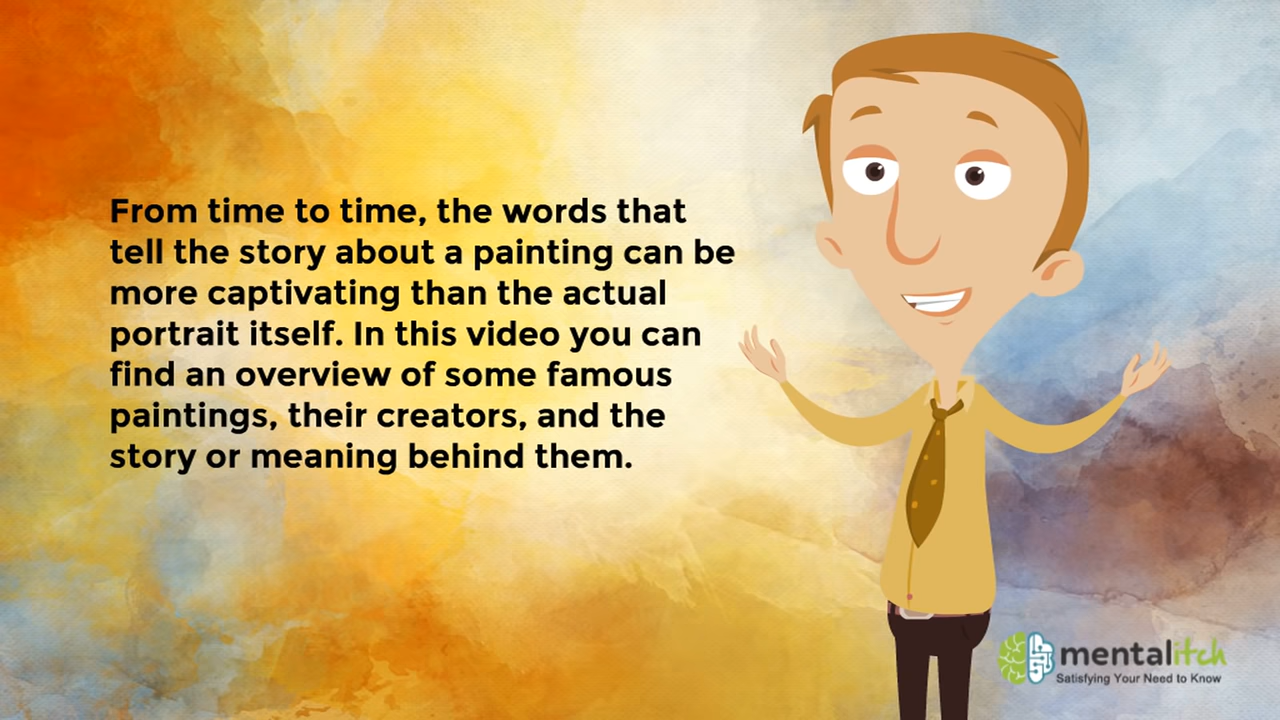 From time to time, the words that
tell the story about a painting can be
more captivating than the actual
portrait itself. In this video you can
find an overview of some famous
paintings, their creators, and the
story or meaning behind them.
mentalitch
Satisfying Your Need to Know